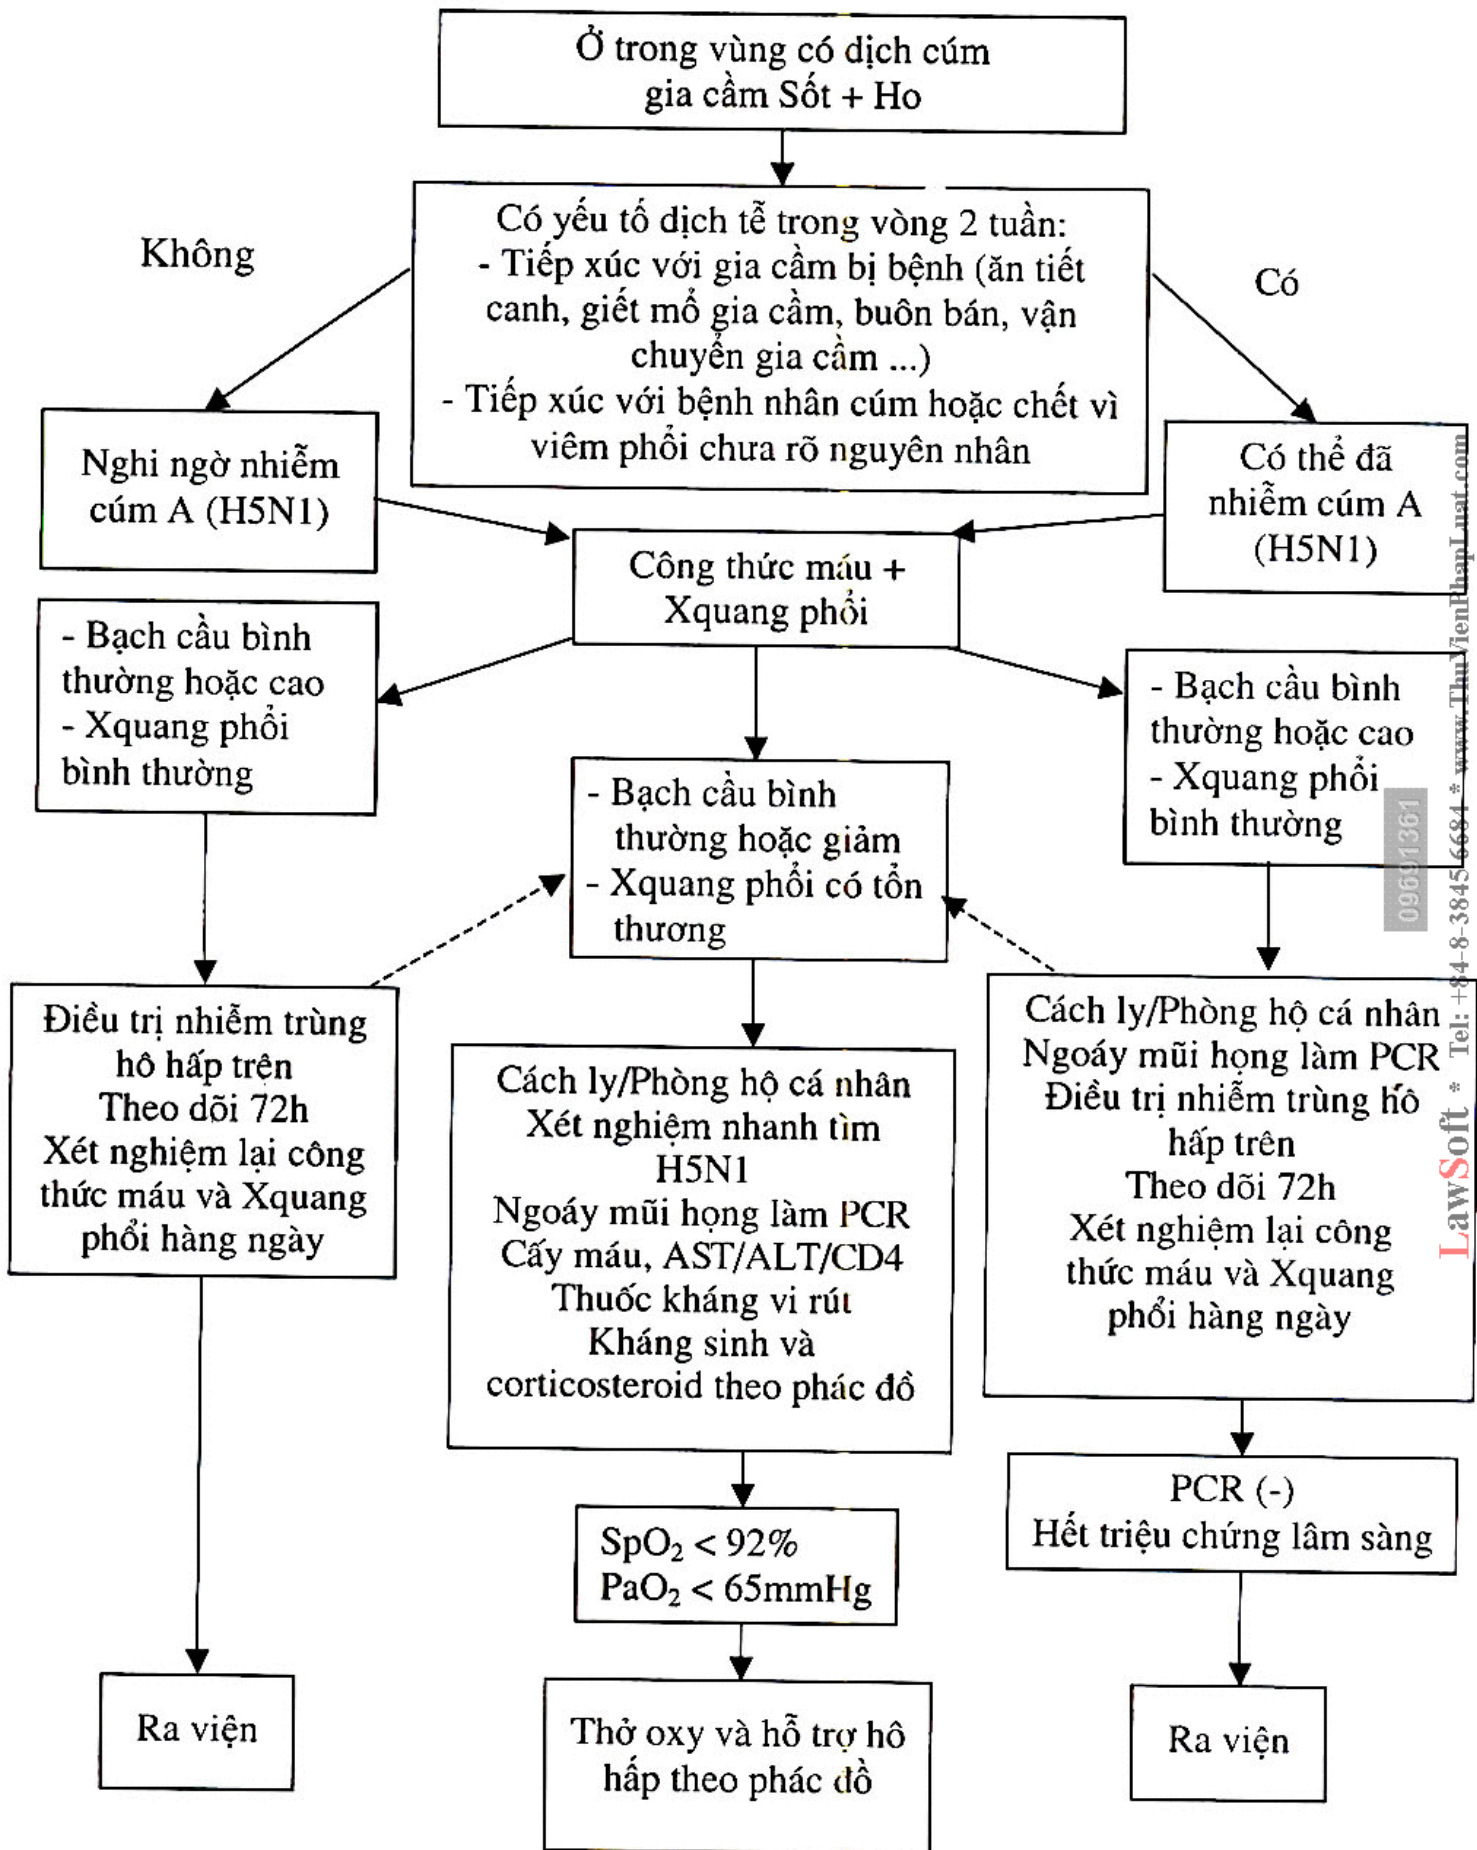 Ở trong vùng có dịch cúm
gia cầm Sốt + Ho
Không
Có yếu tố dịch tễ trong vòng 2 tuần:
- Tiếp xúc với gia cầm bị bệnh (ăn tiết
canh, giết mổ gia cầm, buôn bán, vận
chuyển gia cầm ...)
- Tiếp xúc với bệnh nhân cúm hoặc chết vì
viêm phổi chưa rõ nguyên nhân
Có
Nghi ngờ nhiễm
cúm A (H5N1)
Có thể đã
nhiễm cúm A
(H5N1)
Công thức máu +
Xquang phổi
- Bạch cầu bình
thường hoặc cao
- Xquang phổi
bình thường
- Bạch cầu bình
thường hoặc giảm
- Xquang phổi có tổn
thương
- Bạch cầu bình
thường hoặc cao
- Xquang phổi
bình thường
Điều trị nhiễm trùng
hô hấp trên
Theo dõi 72h
Xét nghiệm lại công
thức máu và Xquang
phổi hàng ngày
Cách ly/Phòng hộ cá nhân
Xét nghiệm nhanh tìm
H5N1
Ngoáy mũi họng làm PCR
Cấy máu, AST/ALT/CD4
Thuốc kháng vi rút
Kháng sinh và
corticosteroid theo phác đồ
Cách ly/Phòng hộ cá nhân
Ngoáy mũi họng làm PCR
Điều trị nhiễm trùng hô
hấp trên
Theo dõi 72h
Xét nghiệm lại công
thức máu và Xquang
phổi hàng ngày
SpO₂ < 92%
PaO₂ < 65mmHg
PCR (-)
Hết triệu chứng lâm sàng
Ra viện
Thở oxy và hỗ trợ hô
hấp theo phác đồ
Ra viện
09691361
LawSoft * Tel: +84-8-38456684 * www.ThuVienPhapLuat.com